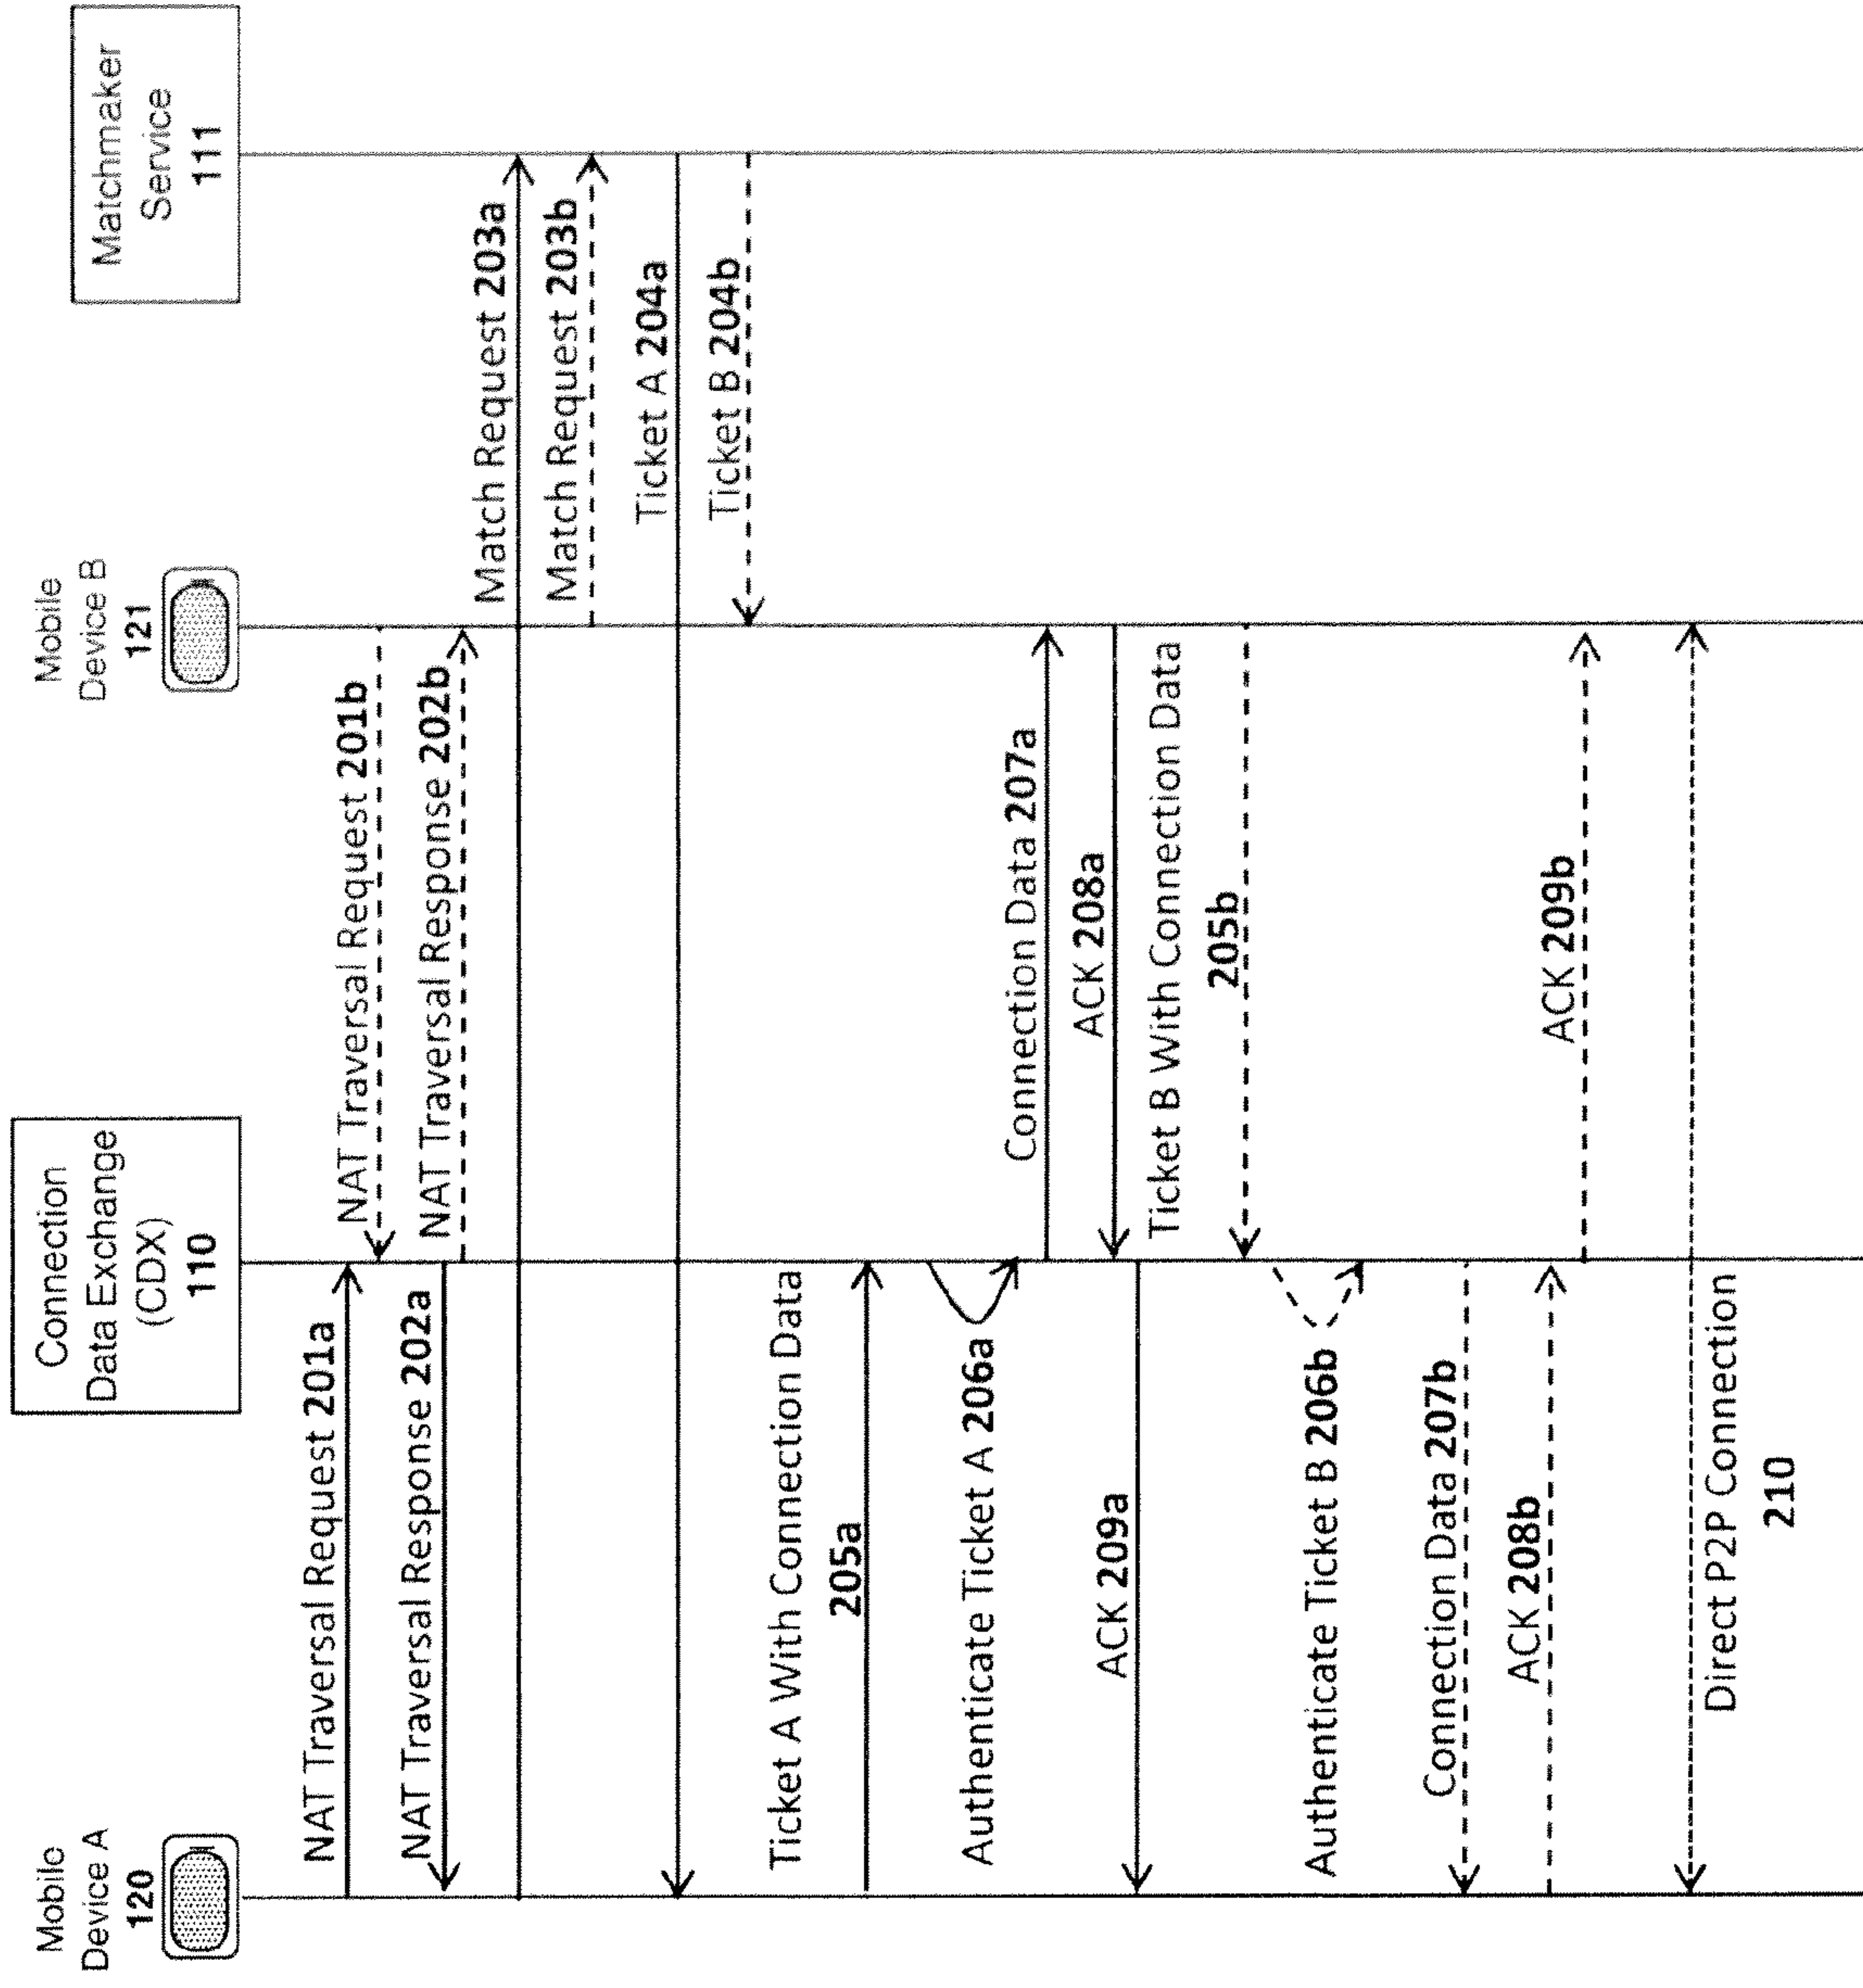 Mobile
Device A
120
Connection
Data Exchange
(CDX)
110
Mobile
Device B
121
Matchmaker
Service
111
NAT Traversal Request 201a
NAT Traversal Request 201b
NAT Traversal Response 202a
NAT Traversal Response 202b
Match Request 203a
Match Request 203b
Ticket A 204a
Ticket B 204b
Ticket A With Connection Data
205a
Authenticate Ticket A 206a
Connection Data 207a
ACK 208a
ACK 209a
Ticket B With Connection Data
205b
Authenticate Ticket B 206b
Connection Data 207b
ACK 208b
ACK 209b
Direct P2P Connection
210